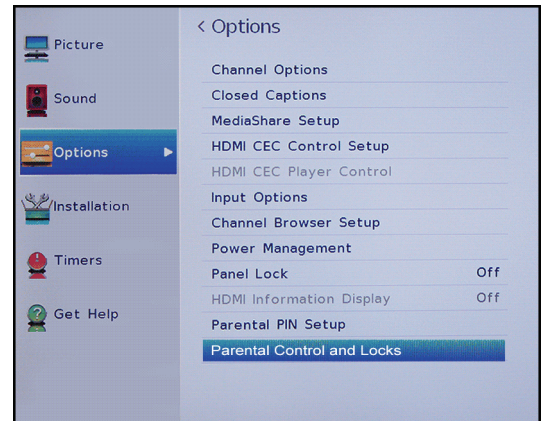 < Options
Picture
Sound
Options
Installation
Timers
Get Help
Channel Options
Closed Captions
MediaShare Setup
HDMI CEC Control Setup
HDMI CEC Player Control
Input Options
Channel Browser Setup
Power Management
Panel Lock Off
HDMI Information Display Off
Parental PIN Setup
Parental Control and Locks